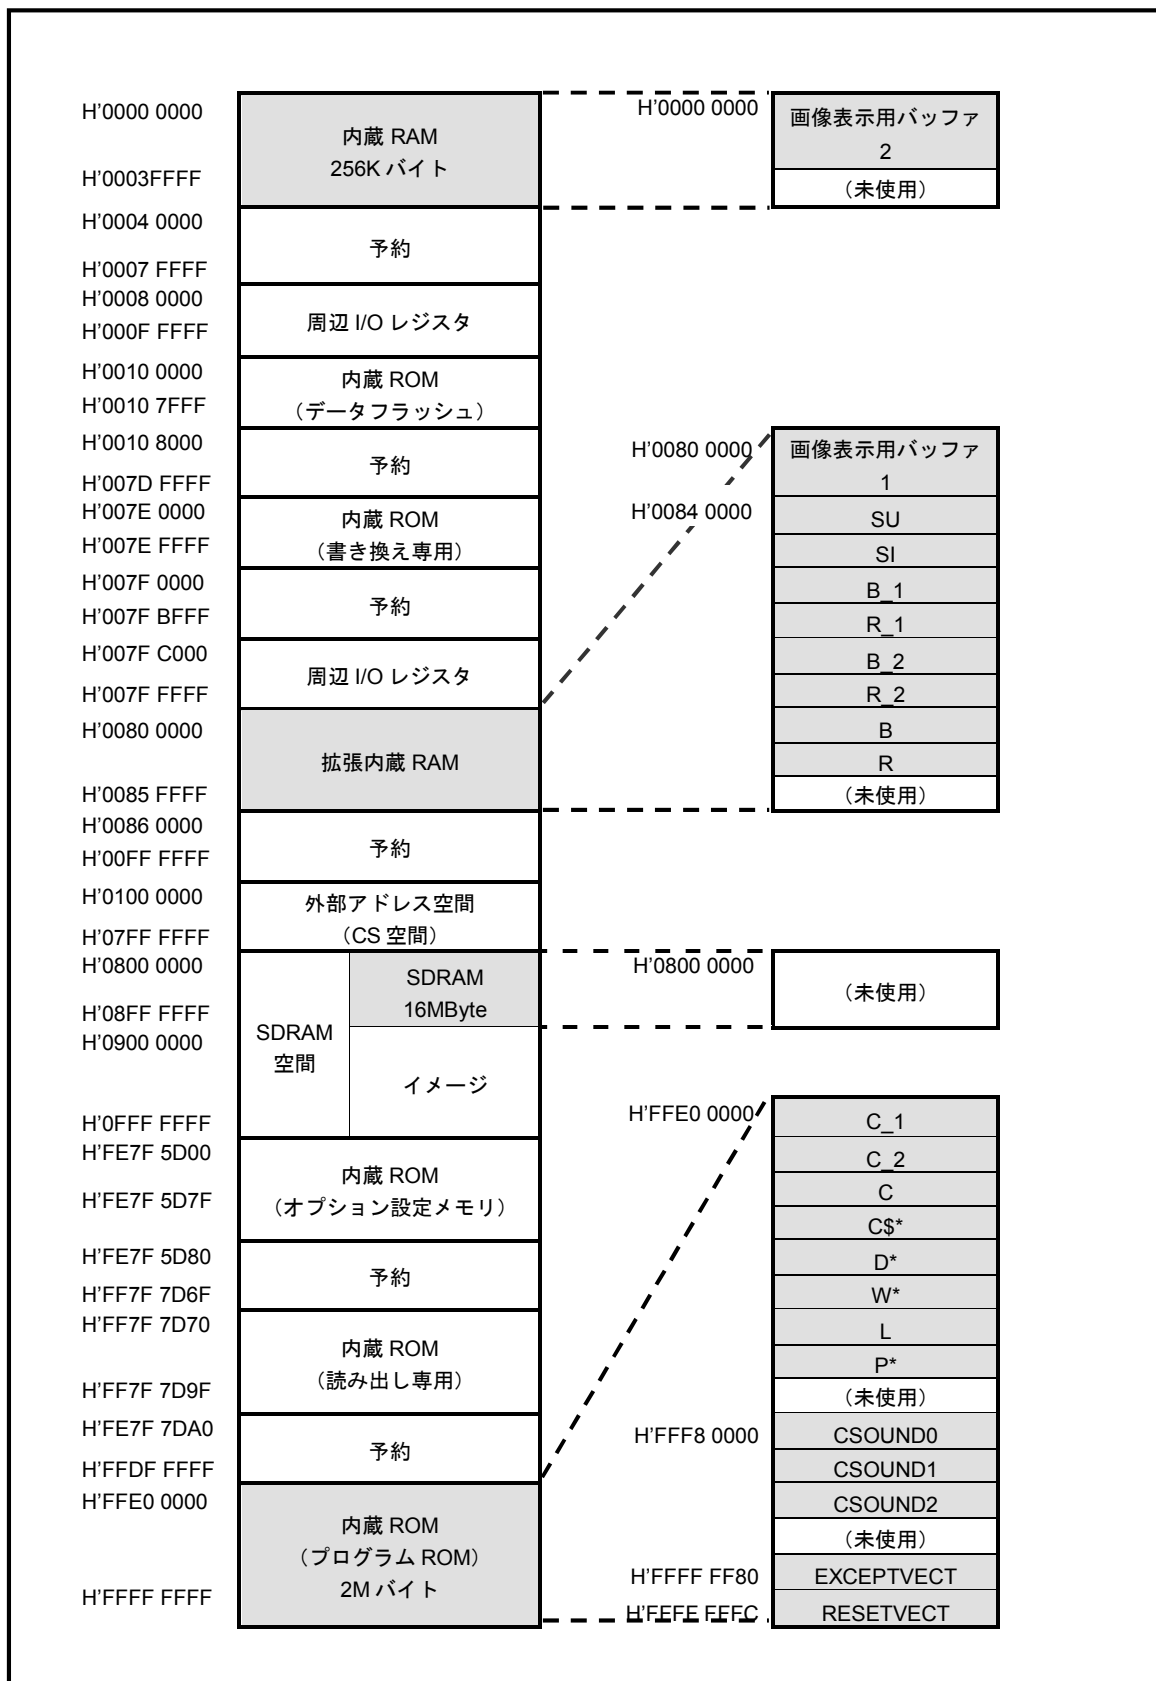 H'0000 0000
内蔵 RAM
256K バイト
H'0003FFFF
H'0000 0000
画像表示用バッファ
2
（未使用）
H'0004 0000
予約
H'0007 FFFF
H'0008 0000
周辺 I/O レジスタ
H'000F FFFF
H'0010 0000
内蔵 ROM
（データフラッシュ）
H'0010 7FFF
H'0010 8000
予約
H'007D FFFF
H'007E 0000
内蔵 ROM
（書き換え専用）
H'007E FFFF
H'007F 0000
予約
H'007F BFFF
H'007F C000
周辺 I/O レジスタ
H'007F FFFF
H'0080 0000
拡張内蔵 RAM
H'0085 FFFF
H'0080 0000
画像表示用バッファ
1
H'0084 0000
SU
SI
B_1
R_1
B_2
R_2
B
R
（未使用）
H'0086 0000
予約
H'00FF FFFF
H'0100 0000
外部アドレス空間
（CS 空間）
H'07FF FFFF
H'0800 0000
SDRAM
16MByte
H'08FF FFFF
H'0900 0000
SDRAM
空間
イメージ
H'0FFF FFFF
H'0800 0000
（未使用）
H'FE7F 5D00
内蔵 ROM
（オプション設定メモリ）
H'FE7F 5D7F
H'FE7F 5D80
予約
H'FF7F 7D6F
H'FF7F 7D70
内蔵 ROM
（読み出し専用）
H'FF7F 7D9F
H'FE7F 7DA0
予約
H'FFDF FFFF
H'FFE0 0000
内蔵 ROM
（プログラム ROM）
2M バイト
H'FFFF FFFF
H'FFE0 0000
C_1
C_2
C
C$*
D*
W*
L
P*
（未使用）
H'FFF8 0000
CSOUND0
CSOUND1
CSOUND2
（未使用）
H'FFFF FF80
EXCEPTVECT
H'FFFF FFFC
RESETVECT